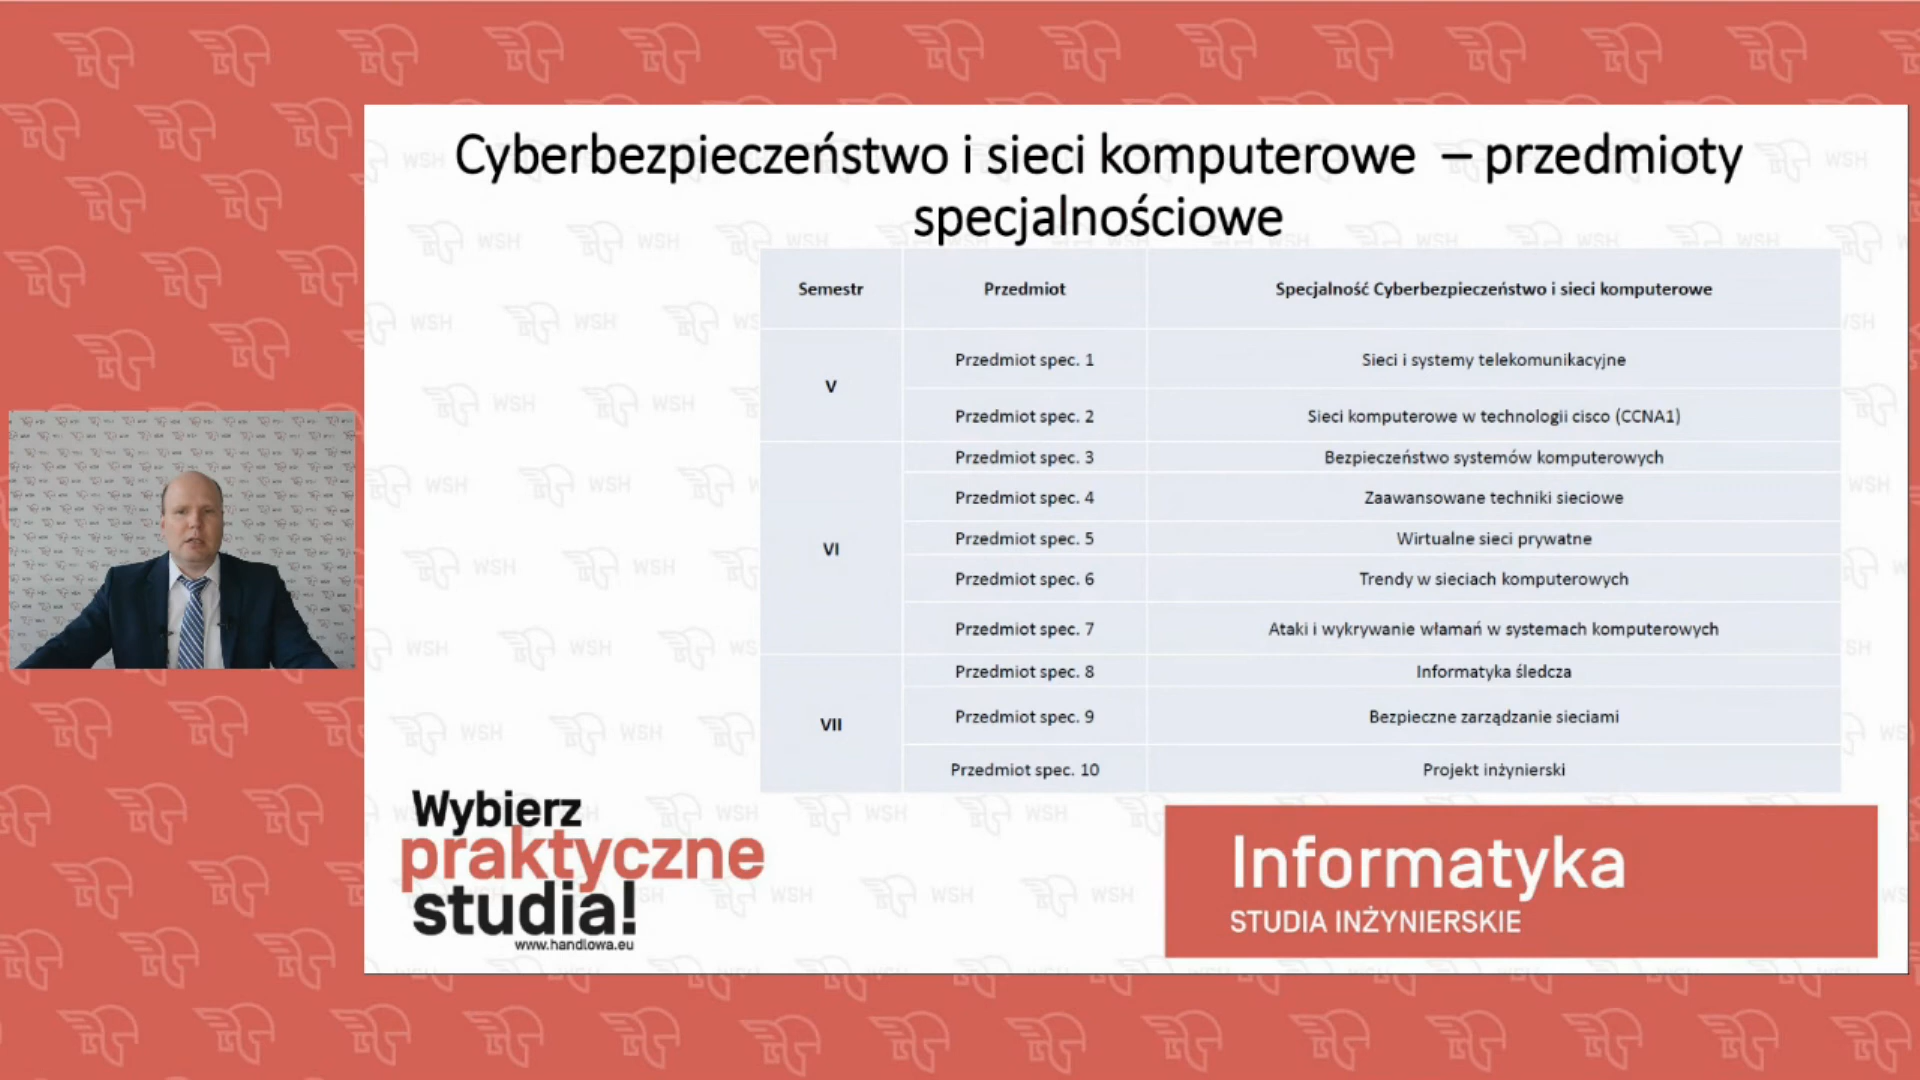 Cyberbezpieczeństwo i sieci komputerowe – przedmioty
specjalnościowe
Semestr Przedmiot Specjalność Cyberbezpieczeństwo i sieci komputerowe
V
Przedmiot spec. 1 Sieci i systemy telekomunikacyjne
Przedmiot spec. 2 Sieci komputerowe w technologii cisco (CCNA1)
VI
Przedmiot spec. 3 Bezpieczeństwo systemów komputerowych
Przedmiot spec. 4 Zaawansowane techniki sieciowe
Przedmiot spec. 5 Wirtualne sieci prywatne
Przedmiot spec. 6 Trendy w sieciach komputerowych
Przedmiot spec. 7 Ataki i wykrywanie włamań w systemach komputerowych
VII
Przedmiot spec. 8 Informatyka śledcza
Przedmiot spec. 9 Bezpieczne zarządzanie sieciami
Przedmiot spec. 10 Projekt inżynierski
Wybierz
praktyczne
studia!
www.handlowa.eu
Informatyka
STUDIA INŻYNIERSKIE
WSH